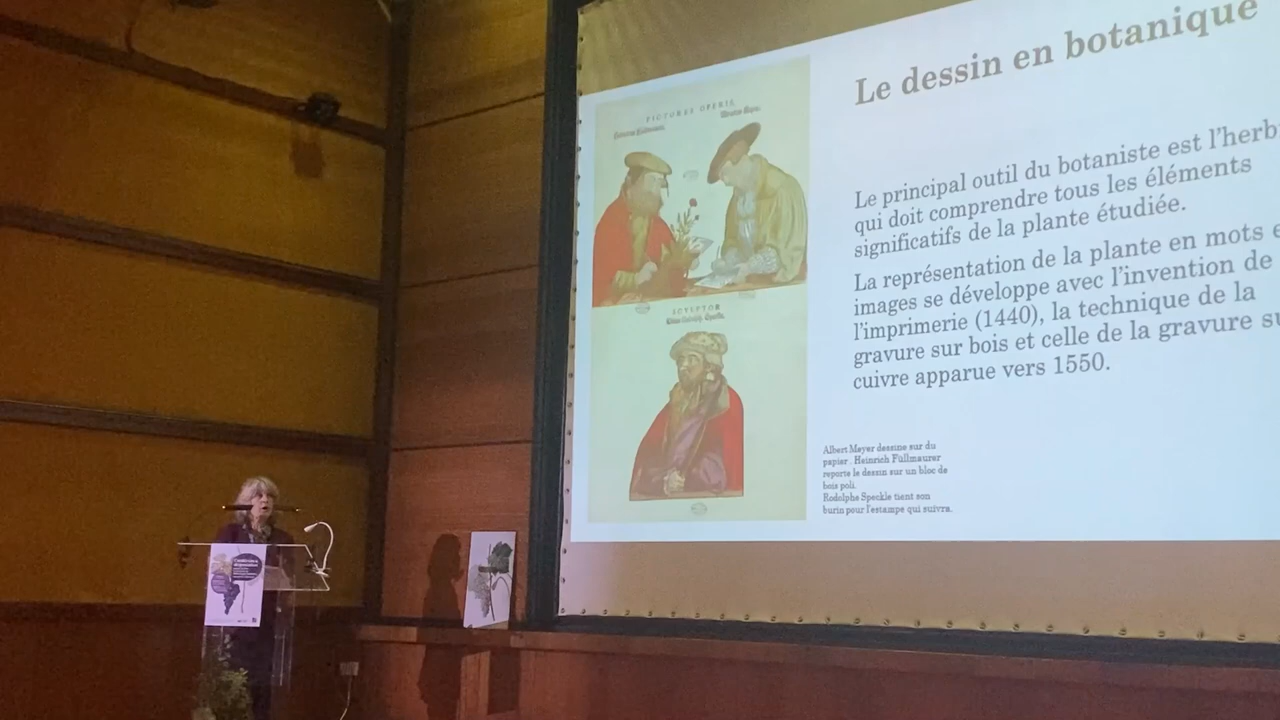 Le dessin en botanique
PICTORES OPERIS,
SCVLPTOR
Le principal outil du botaniste est l'herb
qui doit comprendre tous les éléments
significatifs de la plante étudiée.
La représentation de la plante en mots e
images se développe avec l'invention de
l'imprimerie (1440), la technique de la
gravure sur bois et celle de la gravure su
cuivre apparue vers 1550.
Albert Meyer dessine sur du
papier . Heinrich Füllmaurer
reporte le dessin sur un bloc de
bois poli.
Rodolphe Speckle tient son
burin pour l'estampe qui suivra.